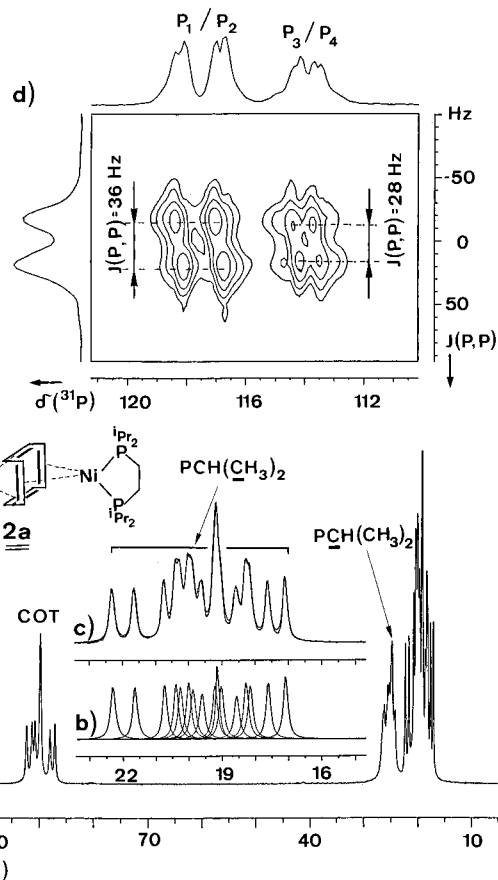 P1 / P2
P3 / P4
d)
Hz
-50
0
50
J(P,P)
J(P,P)=36 Hz
J(P,P)=28 Hz
δ(31P)
120
116
112
iPr2
P
Ni
P
iPr2
2a
PCH(CH3)2
PCH(CH3)2
COT
c)
b)
22
19
16
0
70
40
10
)